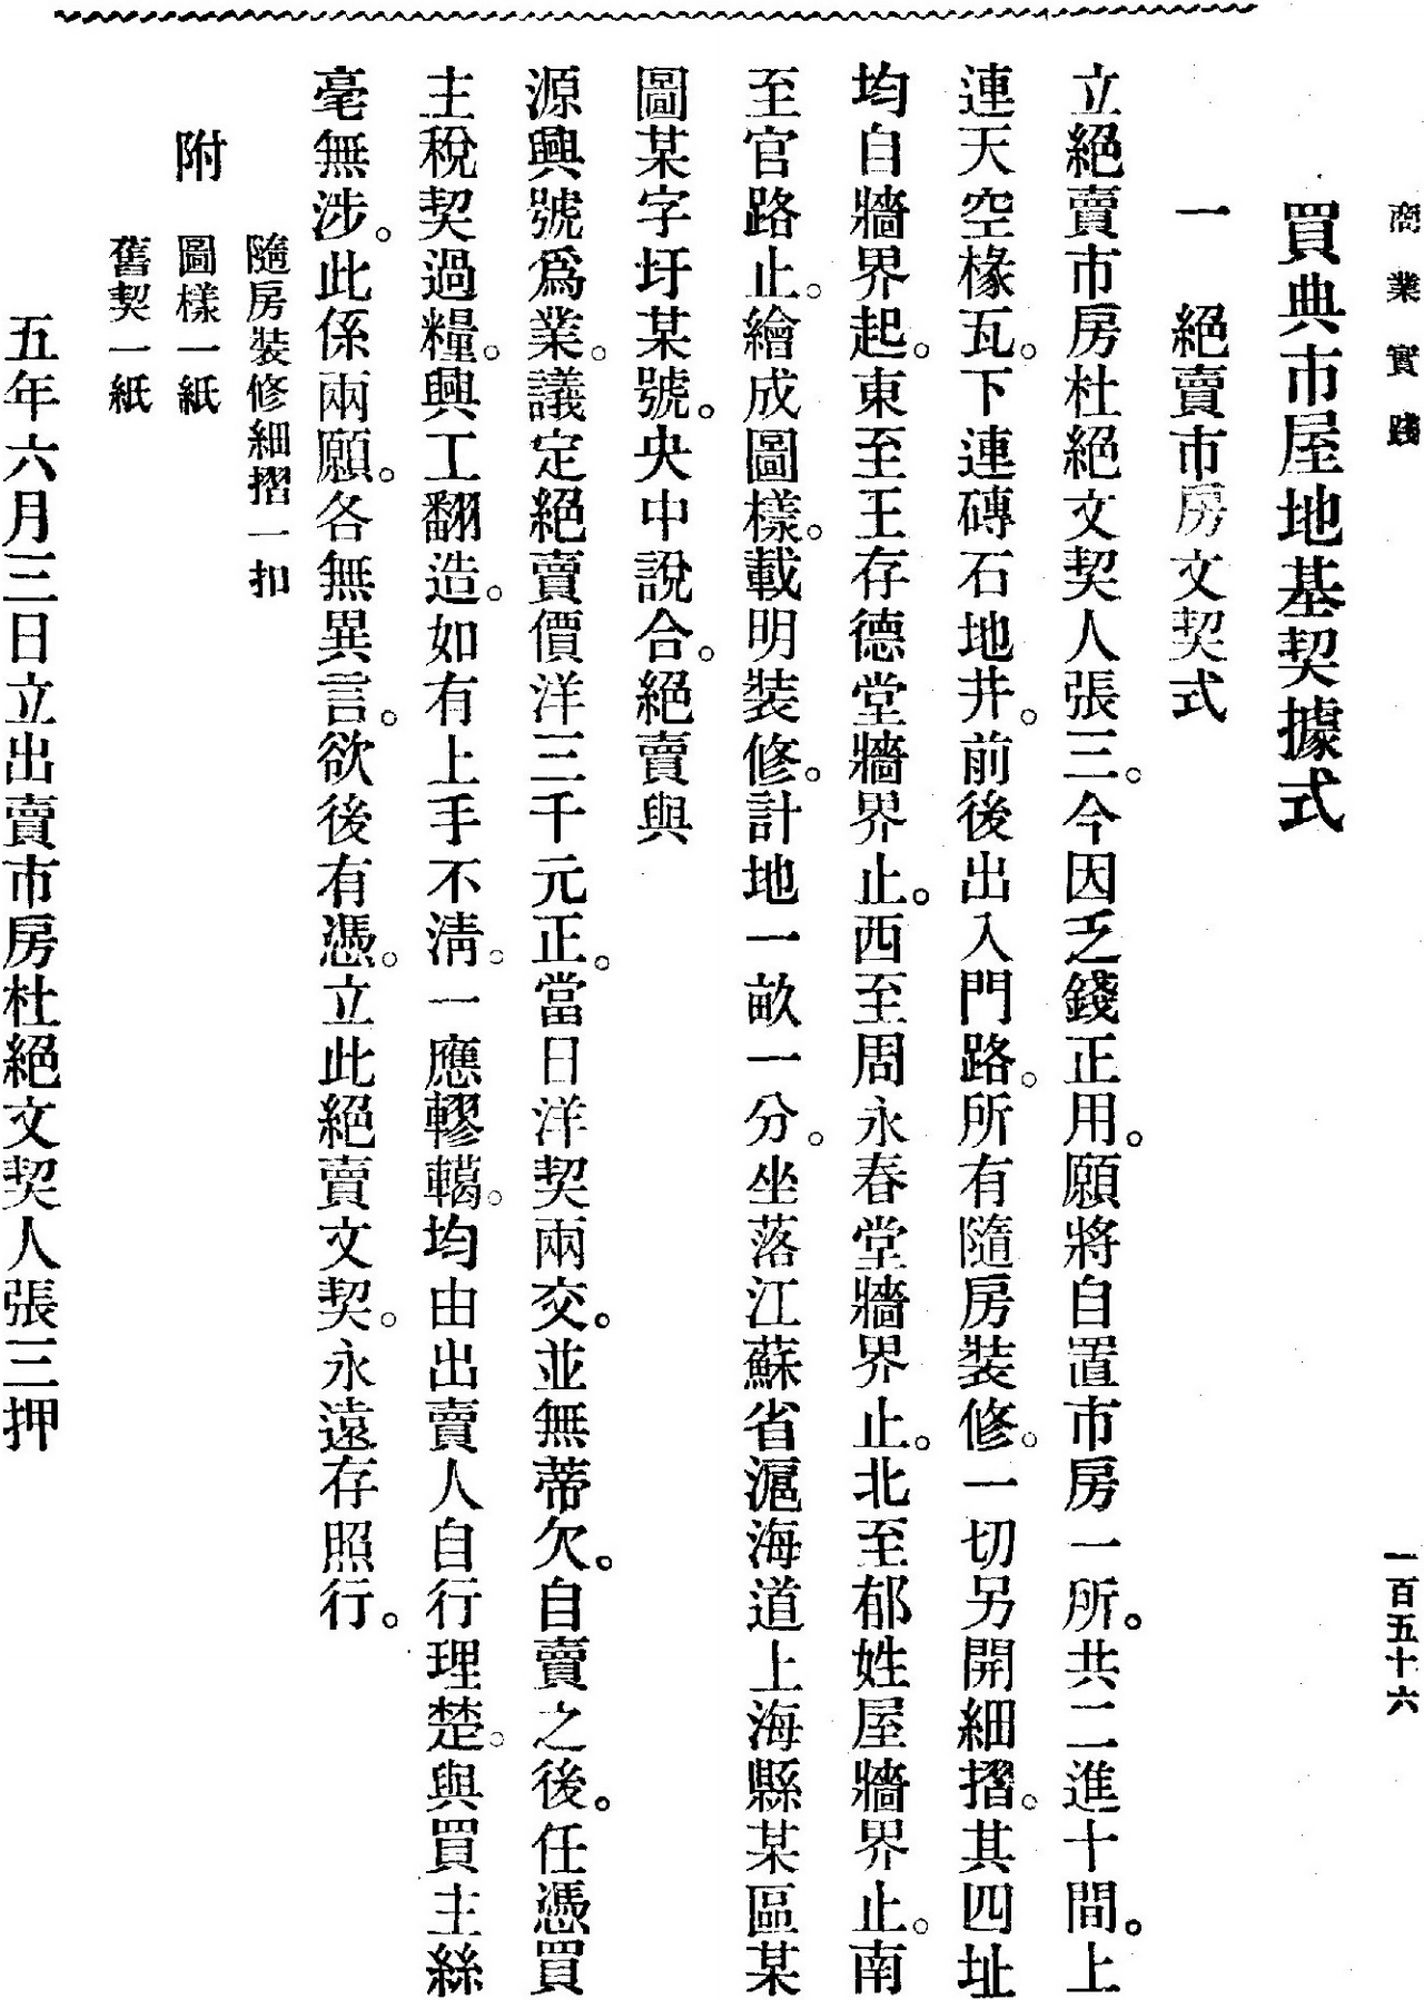 商業實踐
一百五十六
買典市屋地基契據式
一 絕賣市房文契式
立絕賣市房杜絕文契人張三。今因乏錢正用。願將自置市房一所。共二進十間。上
連天空椽瓦。下連磚石地井。前後出入門路。所有隨房裝修。一切另開細摺。其四址
均自牆界起。東至王存德堂牆界止。西至周永春堂牆界止。北至郁姓屋牆界止。南
至官路止。繪成圖樣。載明裝修。計地一畝一分。坐落江蘇省滬海道上海縣某區某
圖某字圩某號。央中說合。絕賣與
源興號爲業。議定絕賣價洋三千元正。當日洋契兩交。並無蒂欠。自賣之後。任憑買
主稅契過糧。興工翻造。如有上手不淸。一應轇轕。均由出賣人自行理楚。與買主絲
毫無涉。此係兩願。各無異言。欲後有憑。立此絕賣文契。永遠存照行。
隨房裝修細摺一扣
附 圖樣一紙
舊契一紙
五年六月三日立出賣市房杜絕文契人張三押